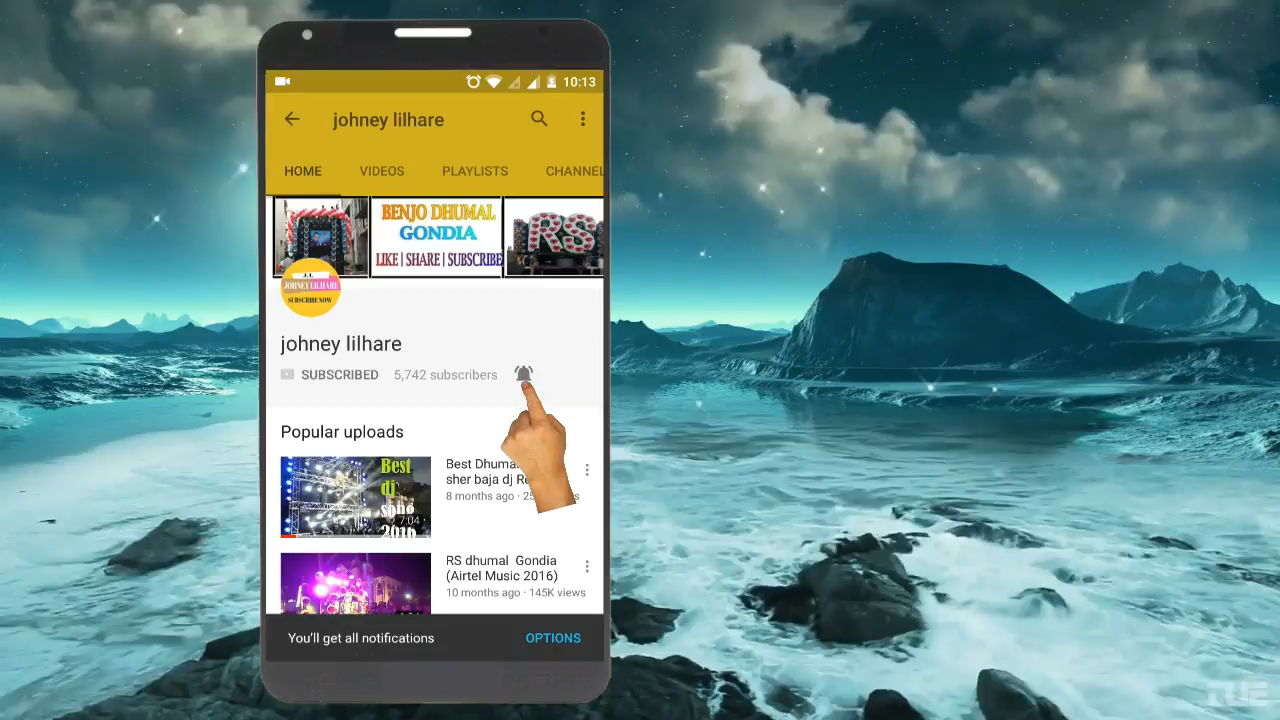 10:13
johney lilhare
HOME VIDEOS PLAYLISTS CHANNEL
BENJO DHUMAL
GONDIA
LIKE | SHARE | SUBSCRIBE
RS
JOHNEY LILHARE
SUBSCRIBE NOW
johney lilhare
SUBSCRIBED 5,742 subscribers
Popular uploads
Best
dj
song
2016
7:04
Best Dhuma
sher baja dj R
8 months ago
RS dhumal Gondia
(Airtel Music 2016)
10 months ago · 145K views
You'll get all notifications OPTIONS